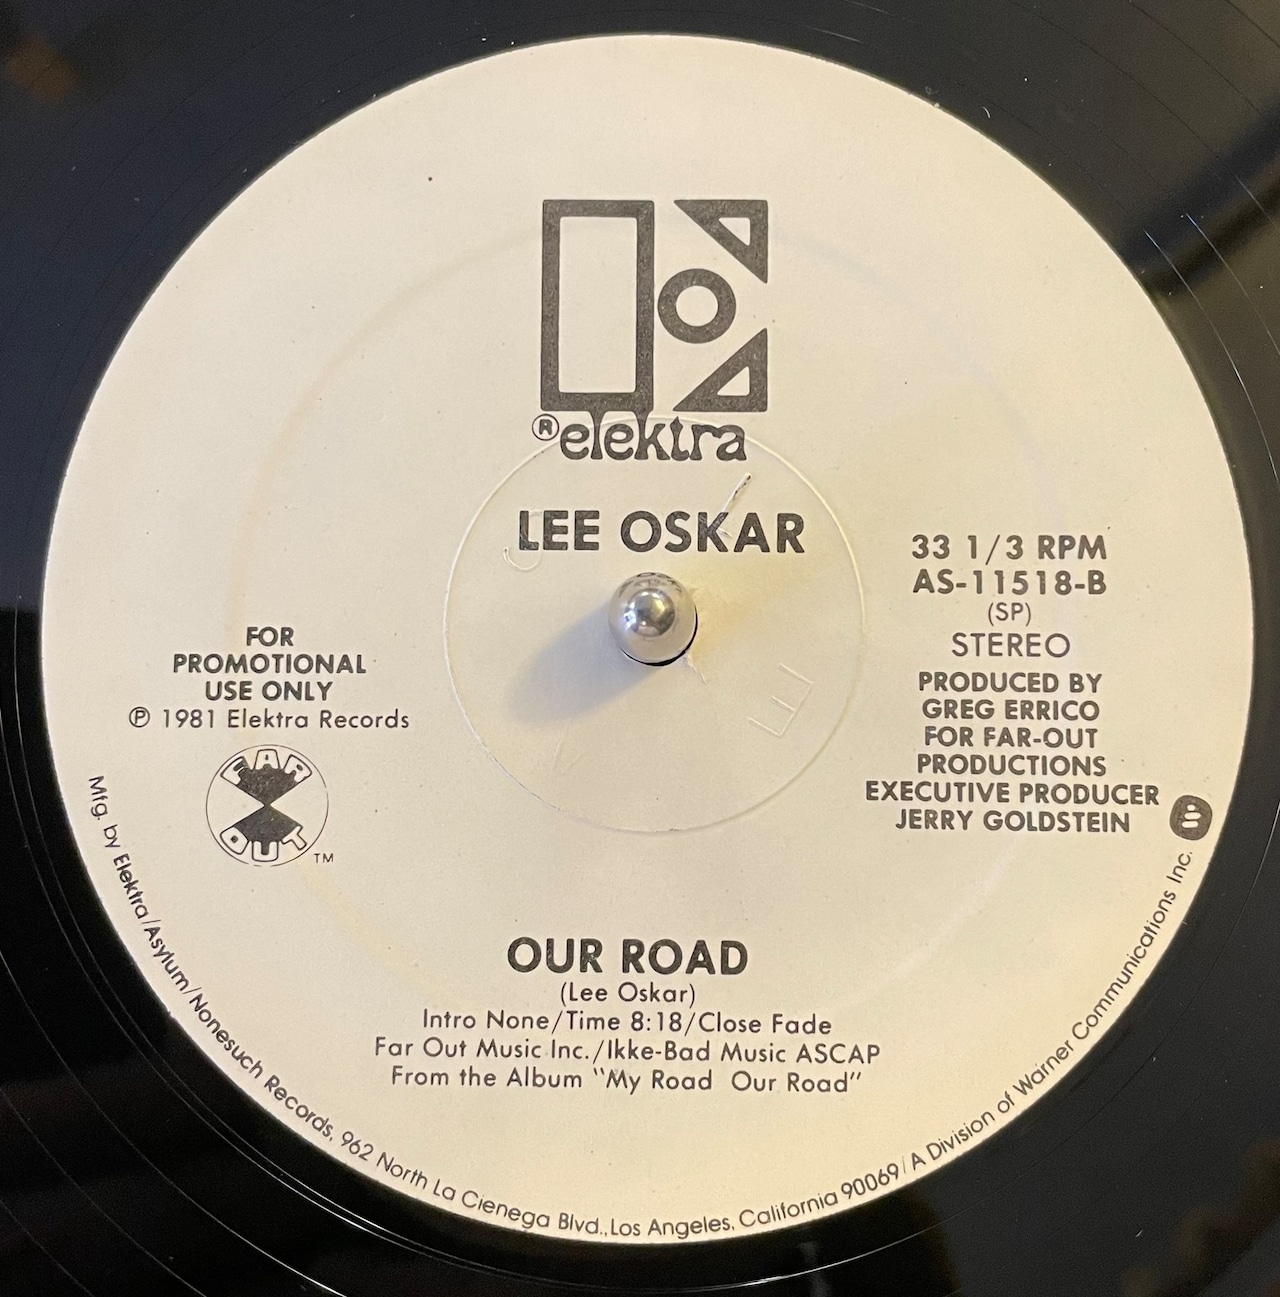 ® elektra
LEE OSKAR
33 1/3 RPM
AS-11518-B
(SP)
STEREO
PRODUCED BY
GREG ERRICO
FOR FAR-OUT
PRODUCTIONS
EXECUTIVE PRODUCER
JERRY GOLDSTEIN
FOR
PROMOTIONAL
USE ONLY
℗ 1981 Elektra Records
FAR
OUT
TM
OUR ROAD
(Lee Oskar)
Intro None/Time 8:18/Close Fade
Far Out Music Inc./Ikke-Bad Music ASCAP
From the Album "My Road Our Road"
Mfg. by Elektra/Asylum/Nonesuch Records, 962 North La Cienega Blvd., Los Angeles, California 90069/A Division of Warner Communications Inc.